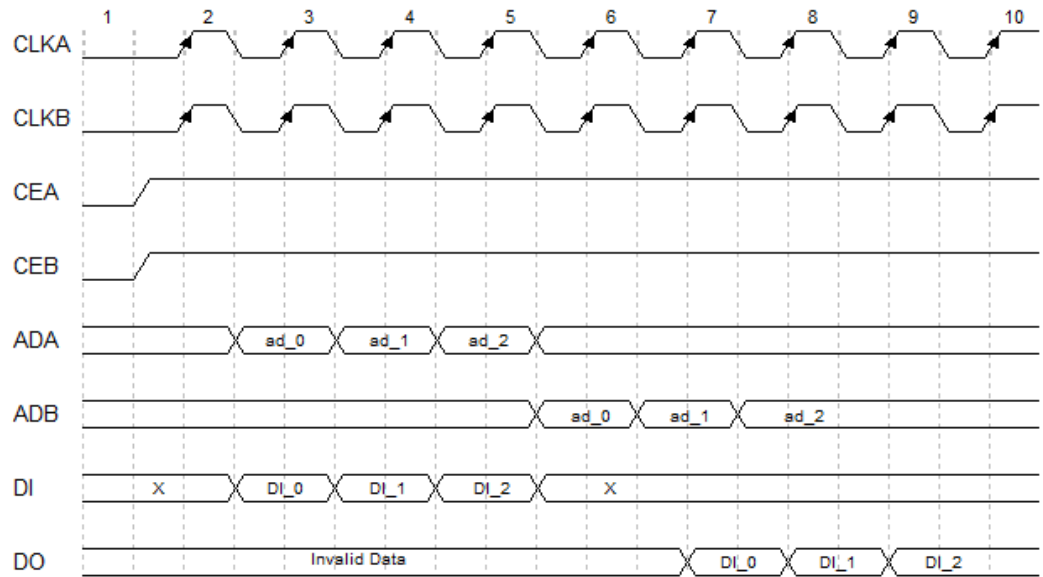 1 2 3 4 5 6 7 8 9 10
CLKA
CLKB
CEA
CEB
ADA ad_0 ad_1 ad_2
ADB ad_0 ad_1 ad_2
DI X DI_0 DI_1 DI_2 X
DO Invalid Data DI_0 DI_1 DI_2